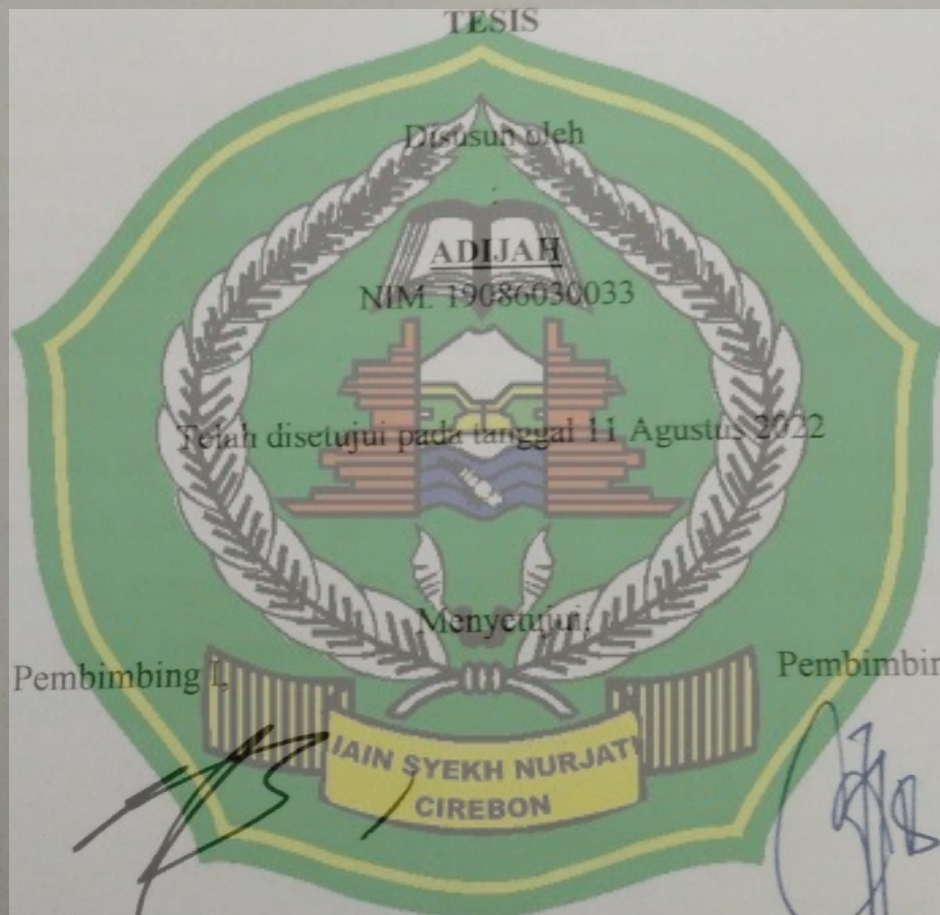 TESIS
Disusun oleh
ADIJAH
NIM. 19086030033
Telah disetujui pada tanggal 11 Agustus 2022
Menyetujui,
Pembimbing I, Pembimbin
IAIN SYEKH NURJATI
CIREBON